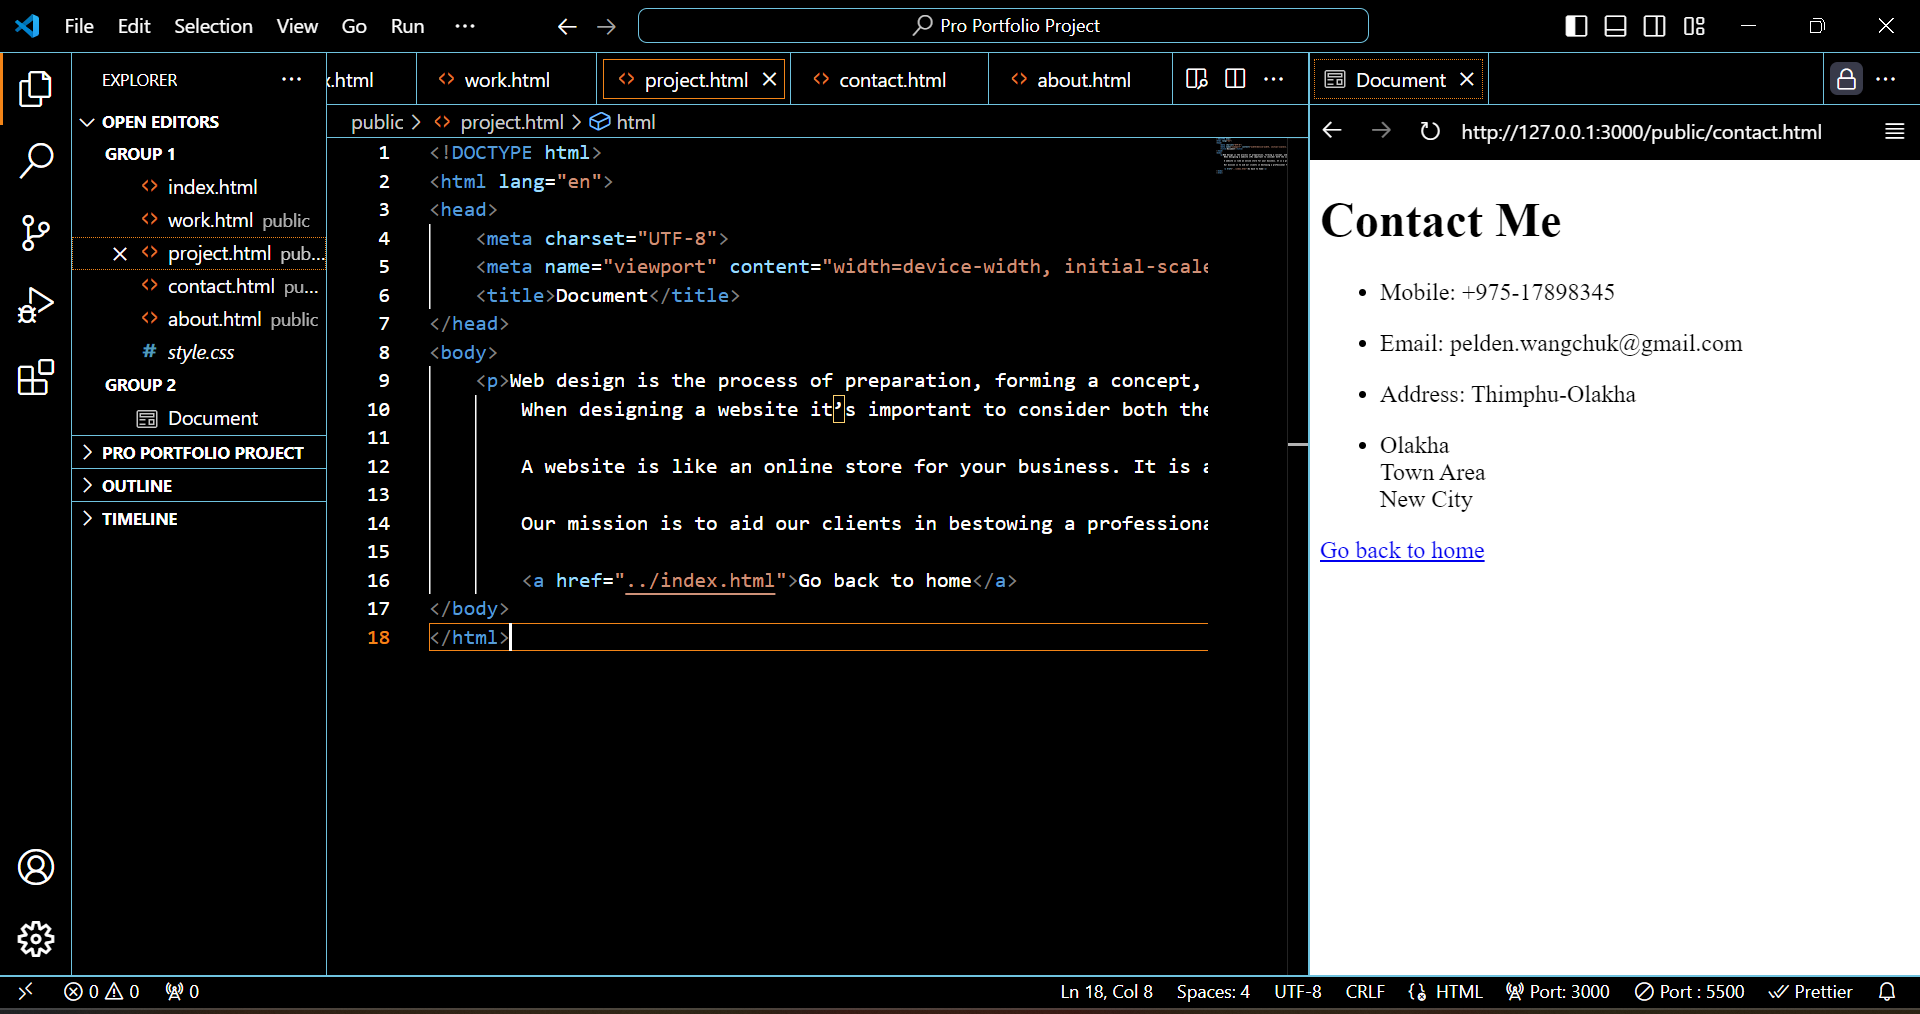 File Edit Selection View Go Run ···
Pro Portfolio Project
EXPLORER ···
OPEN EDITORS
GROUP 1
index.html
work.html public
project.html pub...
contact.html pu...
about.html public
# style.css
GROUP 2
Document
PRO PORTFOLIO PROJECT
OUTLINE
TIMELINE
.html
<> work.html
<> project.html
<> contact.html
<> about.html
public > <> project.html > html
1 <!DOCTYPE html>
2 <html lang="en">
3 <head>
4 <meta charset="UTF-8">
5 <meta name="viewport" content="width=device-width, initial-scale
6 <title>Document</title>
7 </head>
8 <body>
9 <p>Web design is the process of preparation, forming a concept,
10 When designing a website it’s important to consider both the
11
12 A website is like an online store for your business. It is a
13
14 Our mission is to aid our clients in bestowing a professiona
15
16 <a href="../index.html">Go back to home</a>
17 </body>
18 </html>
Document
http://127.0.0.1:3000/public/contact.html
Contact Me
• Mobile: +975-17898345
• Email: pelden.wangchuk@gmail.com
• Address: Thimphu-Olakha
• Olakha
Town Area
New City
Go back to home
0 0 0
Ln 18, Col 8 Spaces: 4 UTF-8 CRLF HTML Port: 3000 Port : 5500 Prettier